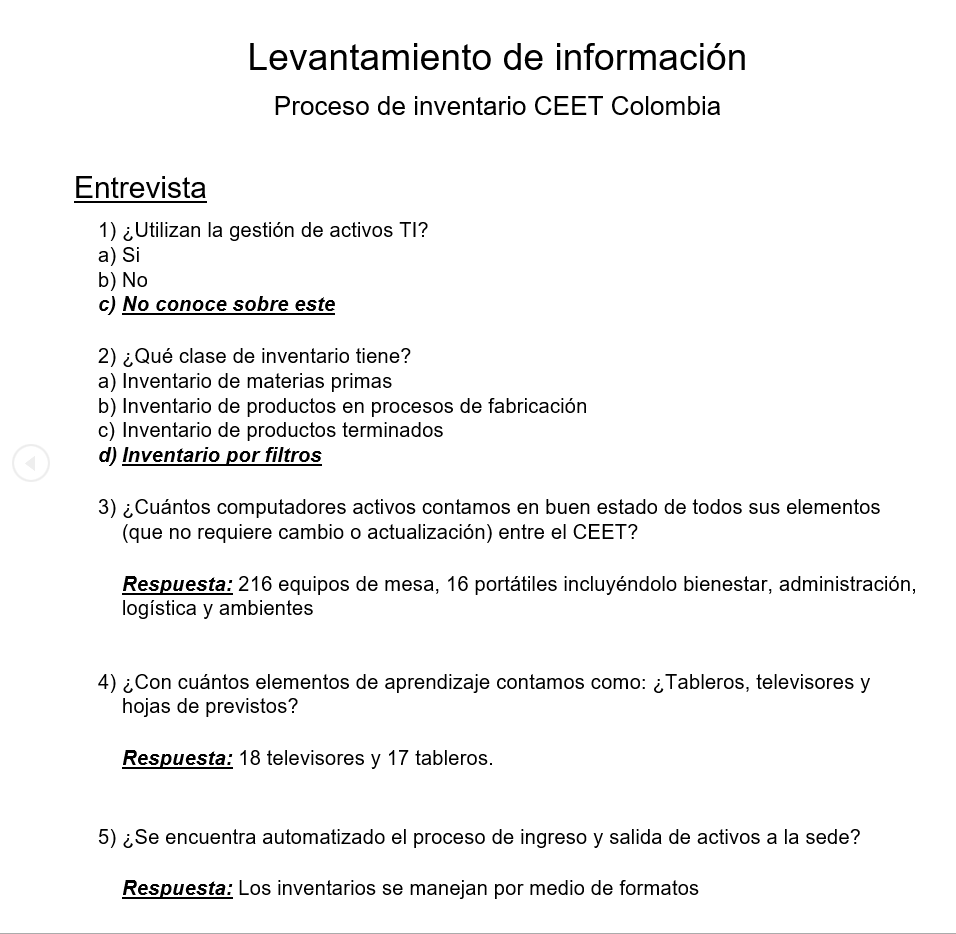 Levantamiento de información
Proceso de inventario CEET Colombia
Entrevista
1) ¿Utilizan la gestión de activos TI?
a) Si
b) No
c) No conoce sobre este
2) ¿Qué clase de inventario tiene?
a) Inventario de materias primas
b) Inventario de productos en procesos de fabricación
c) Inventario de productos terminados
d) Inventario por filtros
3) ¿Cuántos computadores activos contamos en buen estado de todos sus elementos
(que no requiere cambio o actualización) entre el CEET?
Respuesta: 216 equipos de mesa, 16 portátiles incluyéndolo bienestar, administración,
logística y ambientes
4) ¿Con cuántos elementos de aprendizaje contamos como: ¿Tableros, televisores y
hojas de previstos?
Respuesta: 18 televisores y 17 tableros.
5) ¿Se encuentra automatizado el proceso de ingreso y salida de activos a la sede?
Respuesta: Los inventarios se manejan por medio de formatos